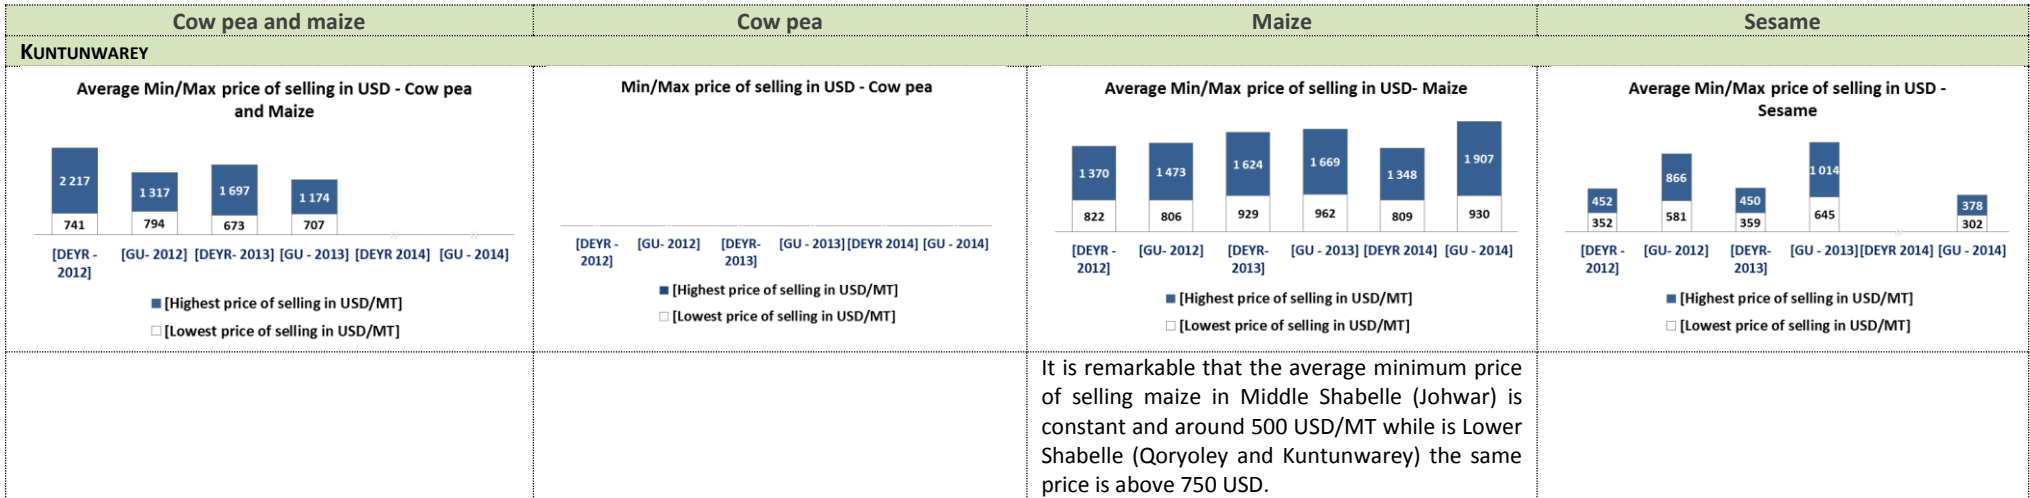 Cow pea and maize
Cow pea
Maize
Sesame
KUNTUNWAREY
Average Min/Max price of selling in USD - Cow pea
and Maize
2 217
1 317
1 697
1 174
741
794
673
707
[DEYR -
2012]
[GU- 2012]
[DEYR- 2013]
[GU - 2013]
[DEYR 2014]
[GU - 2014]
[Highest price of selling in USD/MT]
[Lowest price of selling in USD/MT]
Min/Max price of selling in USD - Cow pea
[DEYR -
2012]
[GU- 2012]
[DEYR-
2013]
[GU - 2013]
[DEYR 2014]
[GU - 2014]
[Highest price of selling in USD/MT]
[Lowest price of selling in USD/MT]
Average Min/Max price of selling in USD- Maize
1 370
1 473
1 624
1 669
1 348
1 907
822
806
929
962
809
930
[DEYR -
2012]
[GU- 2012]
[DEYR-
2013]
[GU - 2013]
[DEYR 2014]
[GU - 2014]
[Highest price of selling in USD/MT]
[Lowest price of selling in USD/MT]
Average Min/Max price of selling in USD -
Sesame
452
866
450
1 014
378
352
581
359
645
302
[DEYR -
2012]
[GU- 2012]
[DEYR-
2013]
[GU - 2013]
[DEYR 2014]
[GU - 2014]
[Highest price of selling in USD/MT]
[Lowest price of selling in USD/MT]
It is remarkable that the average minimum price
of selling maize in Middle Shabelle (Johwar) is
constant and around 500 USD/MT while is Lower
Shabelle (Qoryoley and Kuntunwarey) the same
price is above 750 USD.